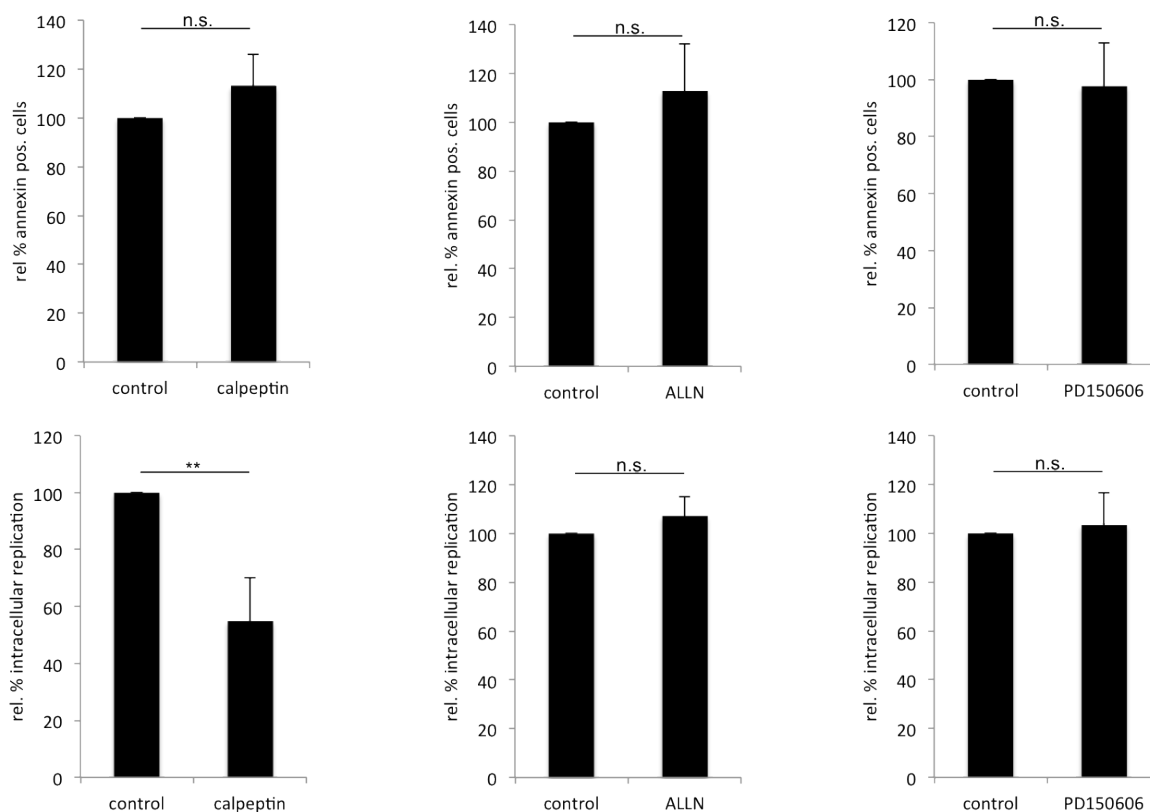 n.s.
rel % annexin pos. cells
140
120
100
80
60
40
20
0
control calpeptin
n.s.
rel. % annexin pos. cells
140
120
100
80
60
40
20
0
control ALLN
n.s.
rel. % annexin pos. cells
120
100
80
60
40
20
0
control PD150606
**
rel. % intracellular replication
120
100
80
60
40
20
0
control calpeptin
n.s.
rel. % intracellular replication
140
120
100
80
60
40
20
0
control ALLN
n.s.
rel. % intracellular replication
140
120
100
80
60
40
20
0
control PD150606